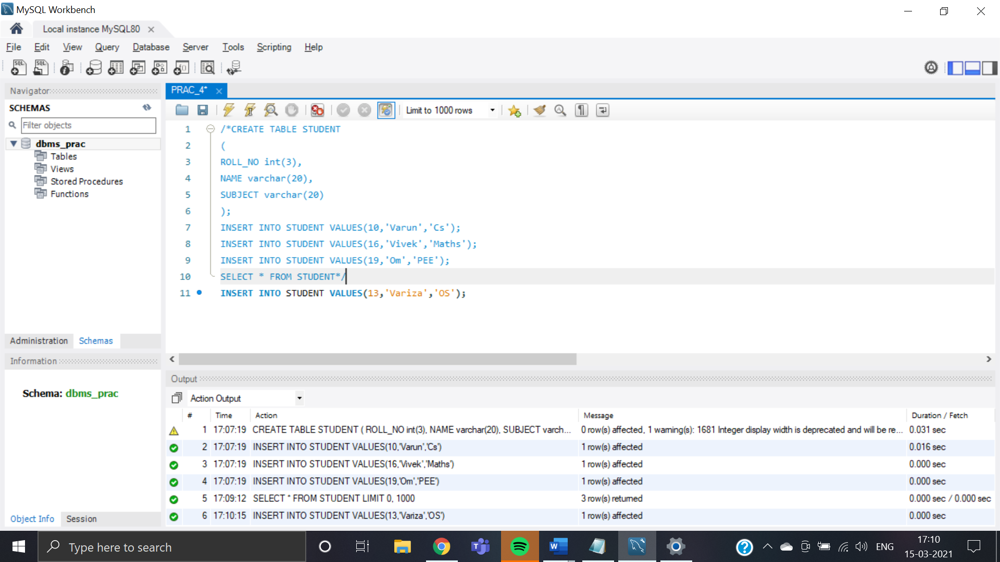 MySQL Workbench
Local instance MySQL80
File Edit View Query Database Server Tools Scripting Help
Navigator
SCHEMAS
Filter objects
dbms_prac
Tables
Views
Stored Procedures
Functions
Administration Schemas
Information
Schema: dbms_prac
Object Info Session
PRAC_4*
Limit to 1000 rows
1 /*CREATE TABLE STUDENT
2 (
3 ROLL_NO int(3),
4 NAME varchar(20),
5 SUBJECT varchar(20)
6 );
7 INSERT INTO STUDENT VALUES(10,'Varun','Cs');
8 INSERT INTO STUDENT VALUES(16,'Vivek','Maths');
9 INSERT INTO STUDENT VALUES(19,'Om','PEE');
10 SELECT * FROM STUDENT*/
11 INSERT INTO STUDENT VALUES(13,'Variza','OS');
Output
Action Output
# Time Action Message Duration / Fetch
1 17:07:19 CREATE TABLE STUDENT ( ROLL_NO int(3), NAME varchar(20), SUBJECT varch... 0 row(s) affected, 1 warning(s): 1681 Integer display width is deprecated and will be re... 0.031 sec
2 17:07:19 INSERT INTO STUDENT VALUES(10,'Varun','Cs') 1 row(s) affected 0.016 sec
3 17:07:19 INSERT INTO STUDENT VALUES(16,'Vivek','Maths') 1 row(s) affected 0.000 sec
4 17:07:19 INSERT INTO STUDENT VALUES(19,'Om','PEE') 1 row(s) affected 0.000 sec
5 17:09:12 SELECT * FROM STUDENT LIMIT 0, 1000 3 row(s) returned 0.000 sec / 0.000 sec
6 17:10:15 INSERT INTO STUDENT VALUES(13,'Variza','OS') 1 row(s) affected 0.000 sec
Type here to search
ENG
17:10
15-03-2021